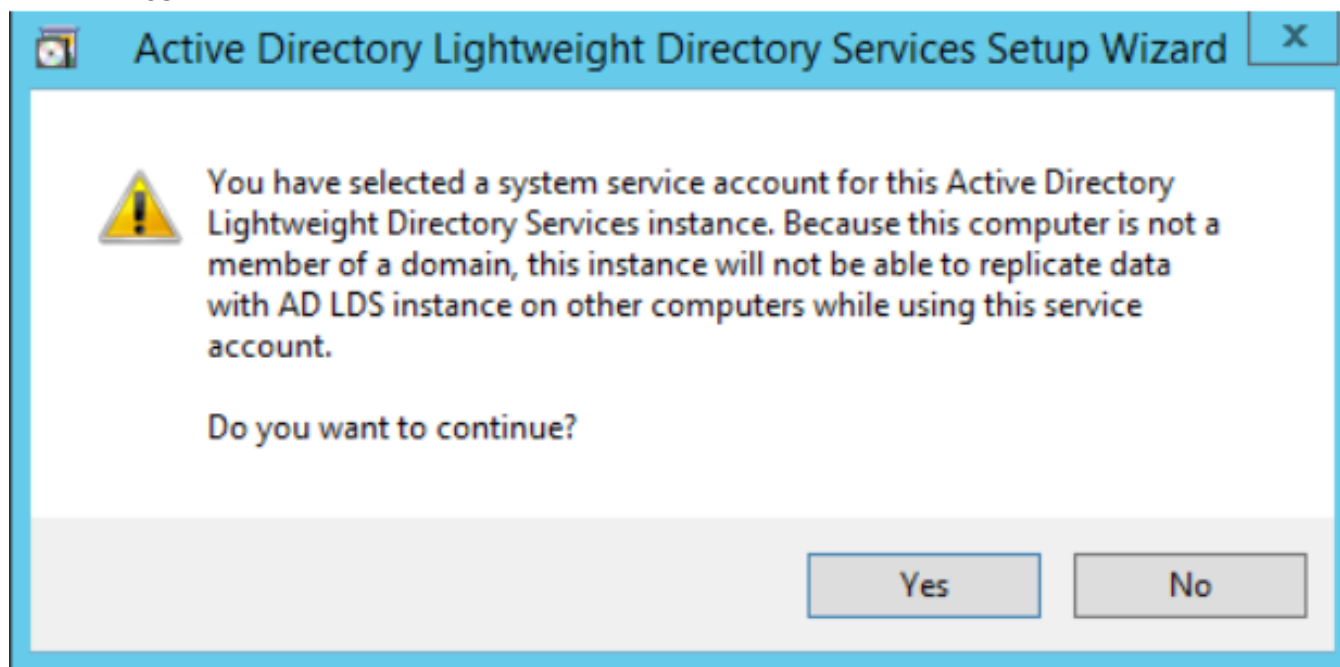 Active Directory Lightweight Directory Services Setup Wizard
x
You have selected a system service account for this Active Directory
Lightweight Directory Services instance. Because this computer is not a
member of a domain, this instance will not be able to replicate data
with AD LDS instance on other computers while using this service
account.
Do you want to continue?
Yes No